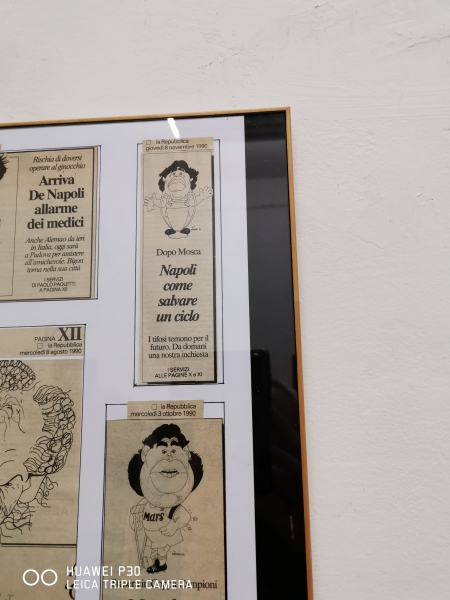 Rischia di doversi
operare al ginocchio
Arriva
De Napoli
allarme
dei medici
Anche Alemao da ieri
in Italia, oggi sarà
a Padova per assistere
all'amichevole. Bigon
torna nella sua città
I SERVIZI
DI PAOLO PAOLETTI
A PAGINA XII
la Repubblica
giovedì 8 novembre 1990
Dopo Mosca
Napoli
come
salvare
un ciclo
I tifosi temono per il
futuro. Da domani
una nostra inchiesta
I SERVIZI
ALLE PAGINE X e XI
PAGINA XII
la Repubblica
mercoledì 8 agosto 1990
la Repubblica
mercoledì 3 ottobre 1990
Mars
HUAWEI P30
LEICA TRIPLE CAMERA